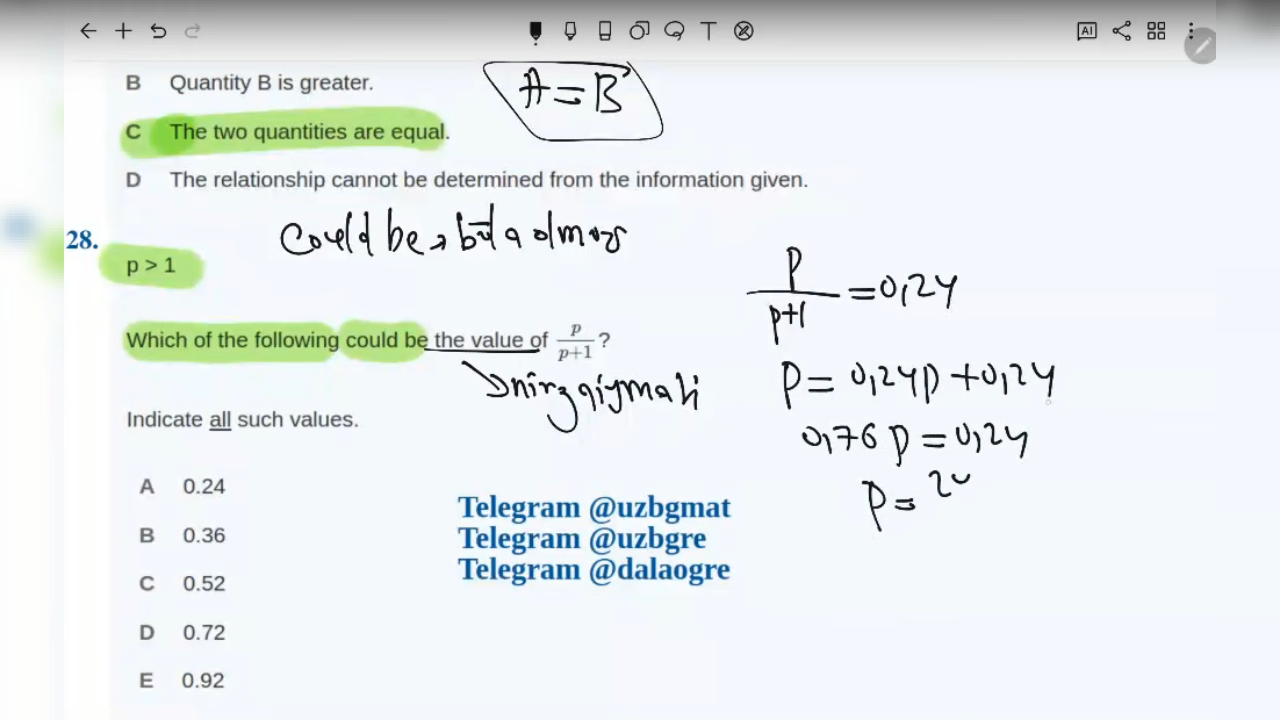 B Quantity B is greater.
A = B
C The two quantities are equal.
D The relationship cannot be determined from the information given.
could be →
28.
p > 1
p/(p+1) = 0,24
Which of the following could be the value of p/(p+1)?
p = 0,24p + 0,24
Indicate all such values.
0,76 p = 0,24
p = 24
A 0.24
B 0.36
C 0.52
D 0.72
E 0.92
Telegram @uzbgmat
Telegram @uzbgre
Telegram @dalaogre
AI
T